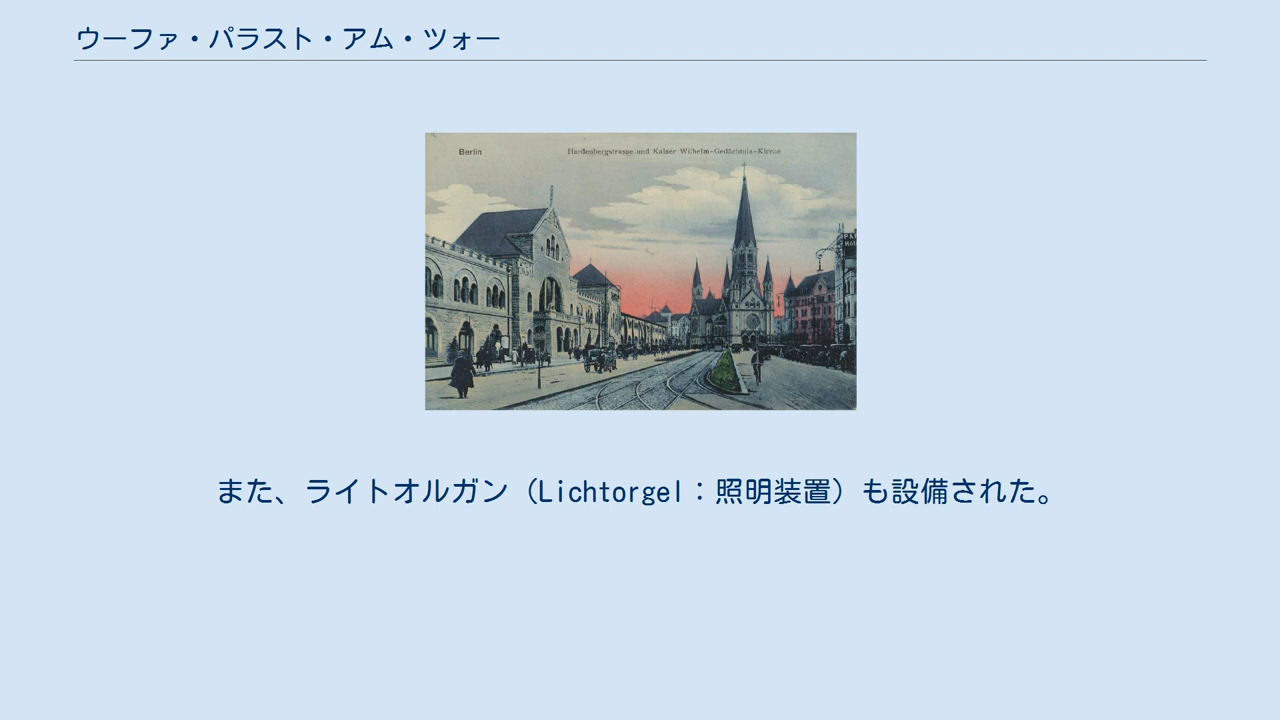 ウーファ・パラスト・アム・ツォー
Berlin
Hardenbergstrasse und Kaiser Wilhelm-Gedächtnis-Kirche
また、ライトオルガン（Lichtorgel：照明装置）も設備された。